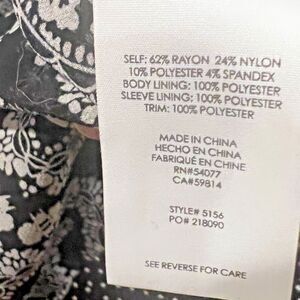 SELF: 62% RAYON 24% NYLON
10% POLYESTER 4% SPANDEX
BODY LINING: 100% POLYESTER
SLEEVE LINING: 100% POLYESTER
TRIM: 100% POLYESTER
MADE IN CHINA
HECHO EN CHINA
FABRIQUÉ EN CHINE
RN#54077
CA#59814
STYLE# 5156
PO# 218090
SEE REVERSE FOR CARE